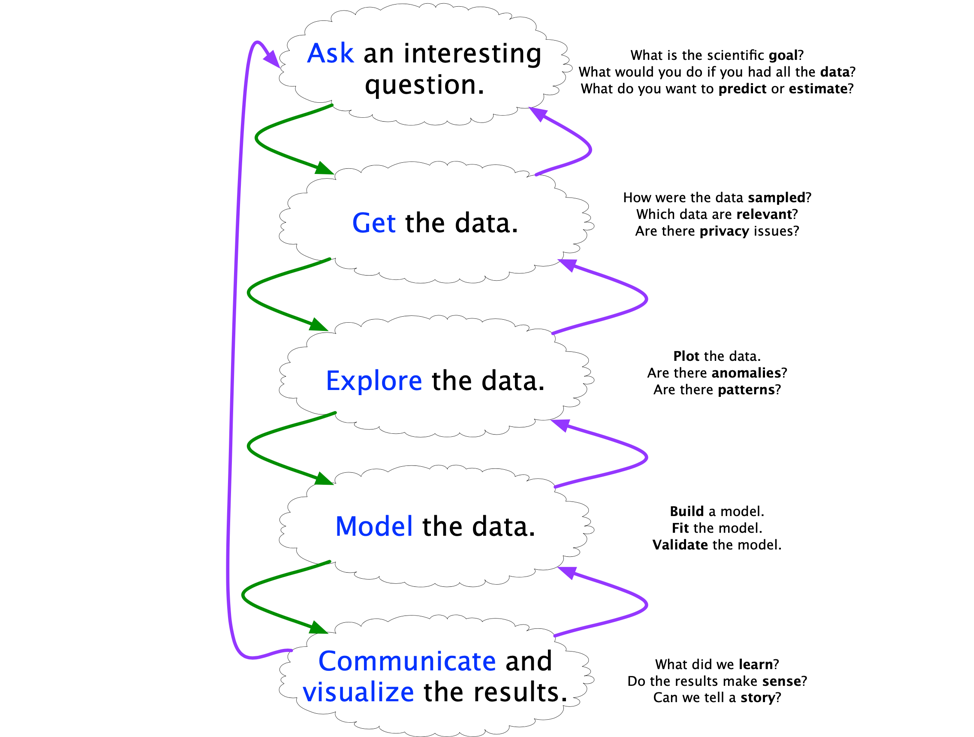 Ask an interesting
question.
What is the scientific goal?
What would you do if you had all the data?
What do you want to predict or estimate?
Get the data.
How were the data sampled?
Which data are relevant?
Are there privacy issues?
Explore the data.
Plot the data.
Are there anomalies?
Are there patterns?
Model the data.
Build a model.
Fit the model.
Validate the model.
Communicate and
visualize the results.
What did we learn?
Do the results make sense?
Can we tell a story?